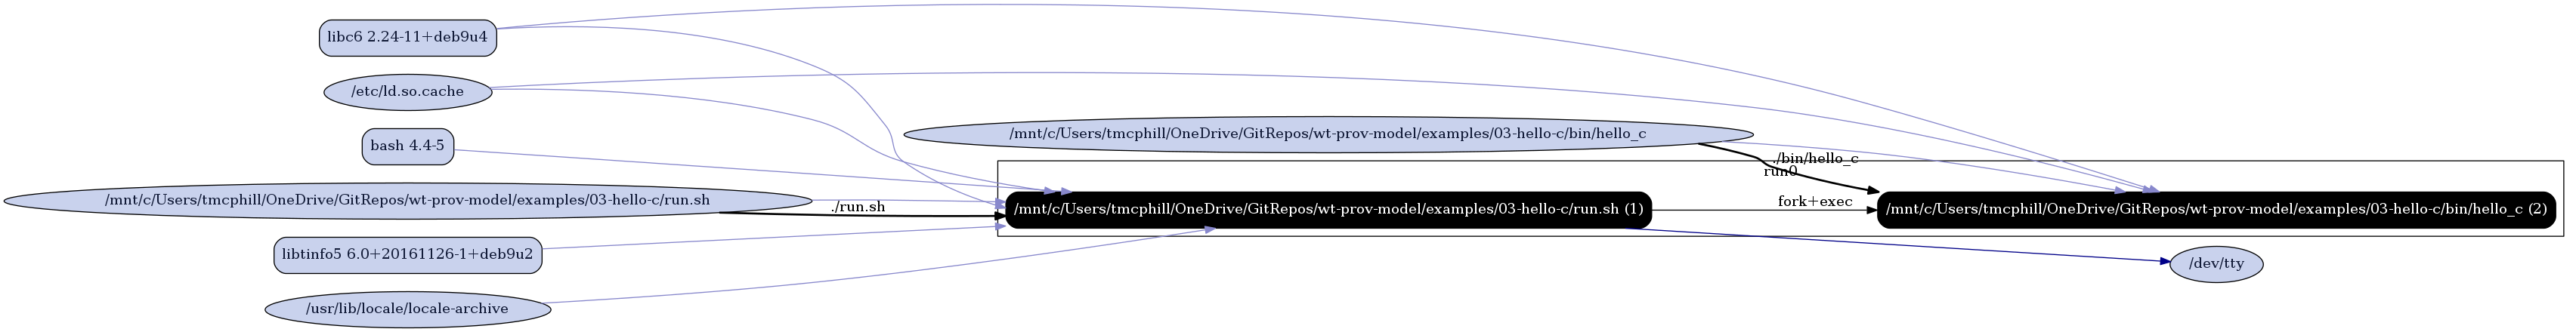 libc6 2.24-11+deb9u4
/etc/ld.so.cache
bash 4.4-5
/mnt/c/Users/tmcphill/OneDrive/GitRepos/wt-prov-model/examples/03-hello-c/run.sh
libtinfo5 6.0+20161126-1+deb9u2
/usr/lib/locale/locale-archive
./run.sh
/mnt/c/Users/tmcphill/OneDrive/GitRepos/wt-prov-model/examples/03-hello-c/bin/hello_c
./bin/hello_c
run0
/mnt/c/Users/tmcphill/OneDrive/GitRepos/wt-prov-model/examples/03-hello-c/run.sh (1)
fork+exec
/mnt/c/Users/tmcphill/OneDrive/GitRepos/wt-prov-model/examples/03-hello-c/bin/hello_c (2)
/dev/tty